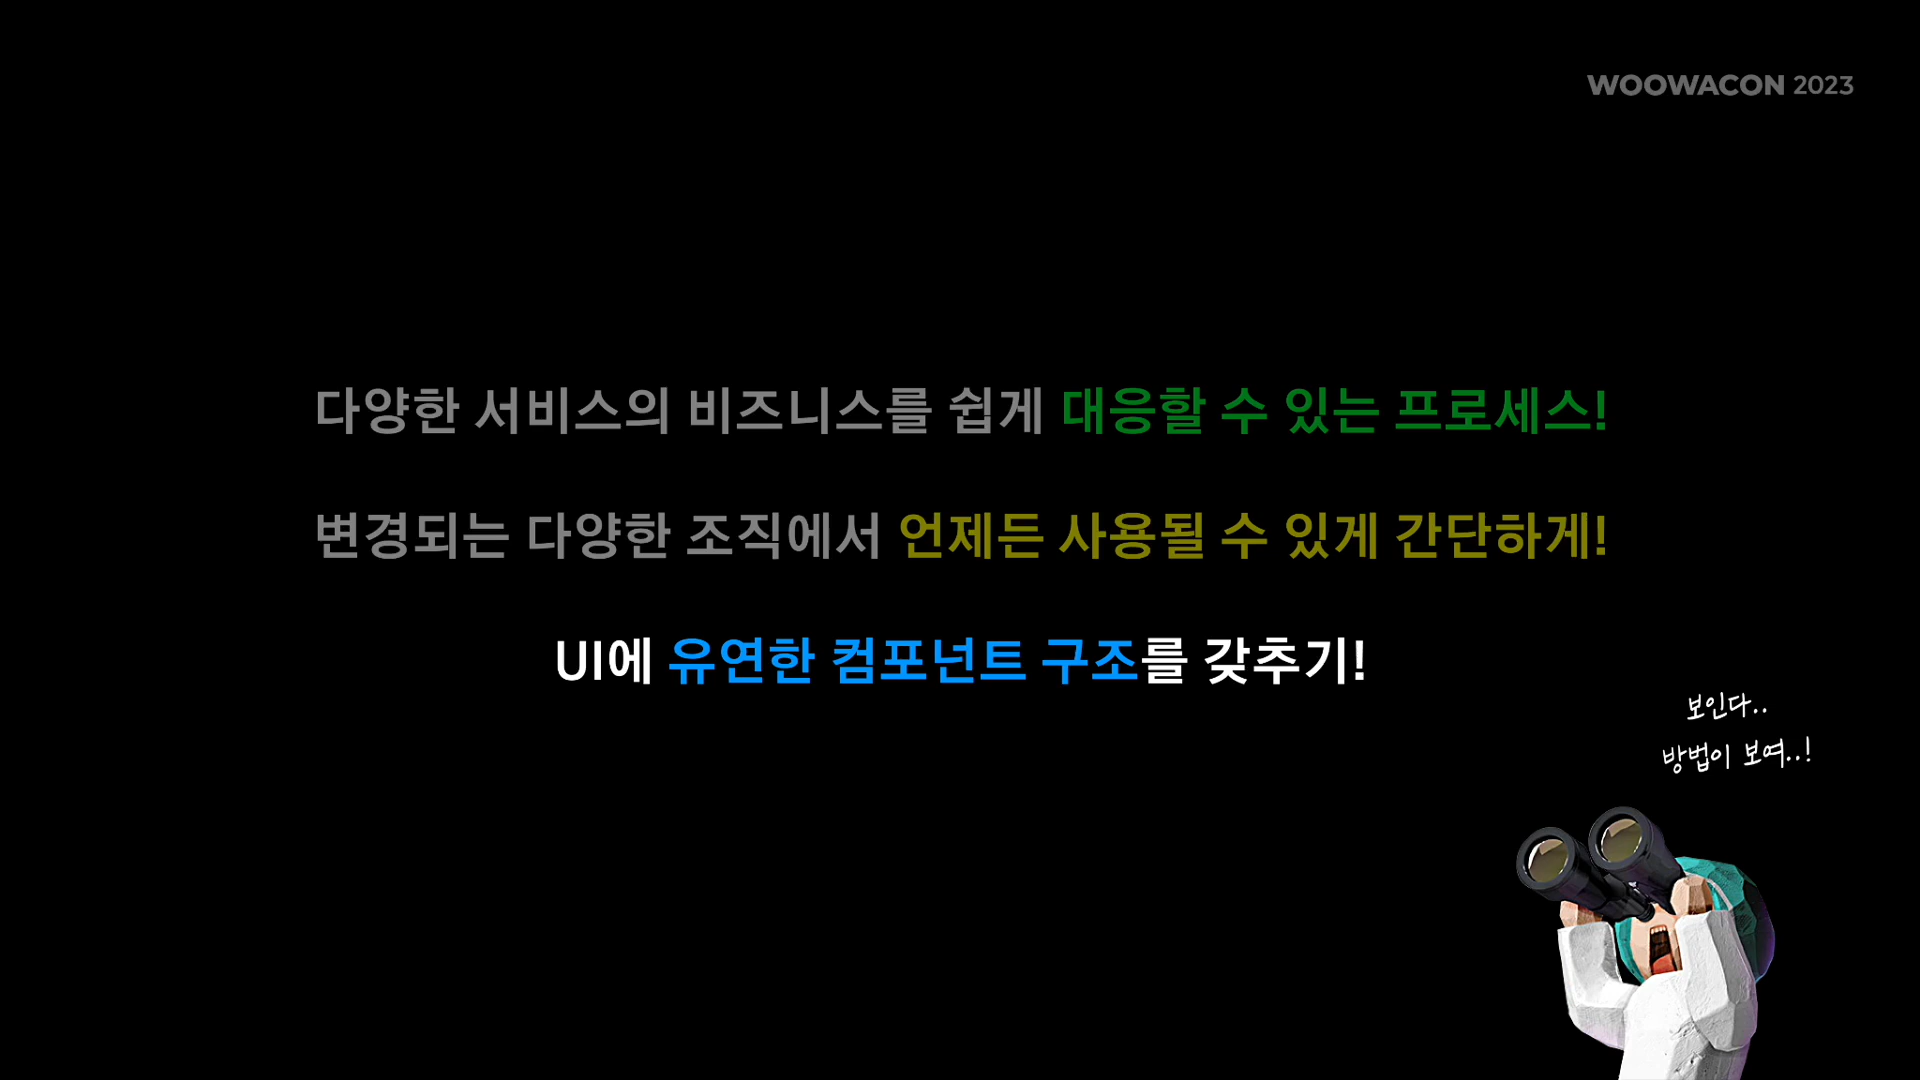 WOOWACON 2023
다양한 서비스의 비즈니스를 쉽게 대응할 수 있는 프로세스!
변경되는 다양한 조직에서 언제든 사용될 수 있게 간단하게!
UI에 유연한 컴포넌트 구조를 갖추기!
보인다..
방법이 보여..!